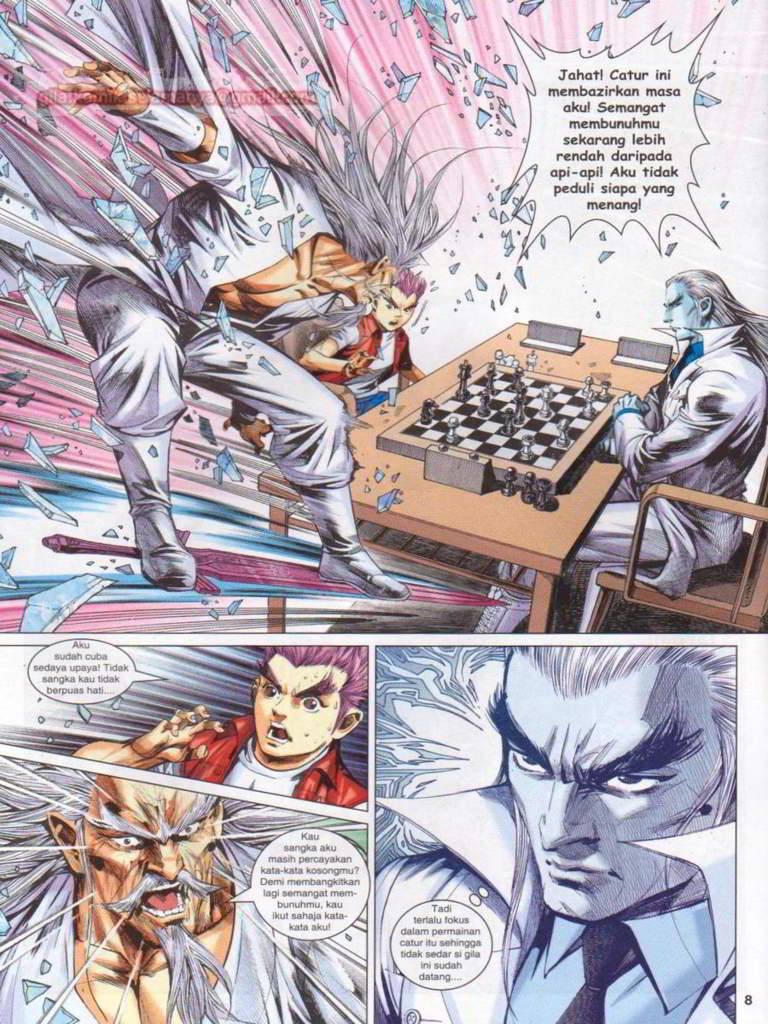 Jahat! Catur ini
membazirkan masa
aku! Semangat
membunuhmu
sekarang lebih
rendah daripada
api-api! Aku tidak
peduli siapa yang
menang!
Aku
sudah cuba
sedaya upaya! Tidak
sangka kau tidak
berpuas hati....
Kau
sangka aku
masih percayakan
kata-kata kosongmu?
Demi membangkitkan
lagi semangat mem-
bunuhmu, kau
ikut sahaja kata-
kata aku!
Tadi
terlalu fokus
dalam permainan
catur itu sehingga
tidak sedar si gila
ini sudah
datang....
8